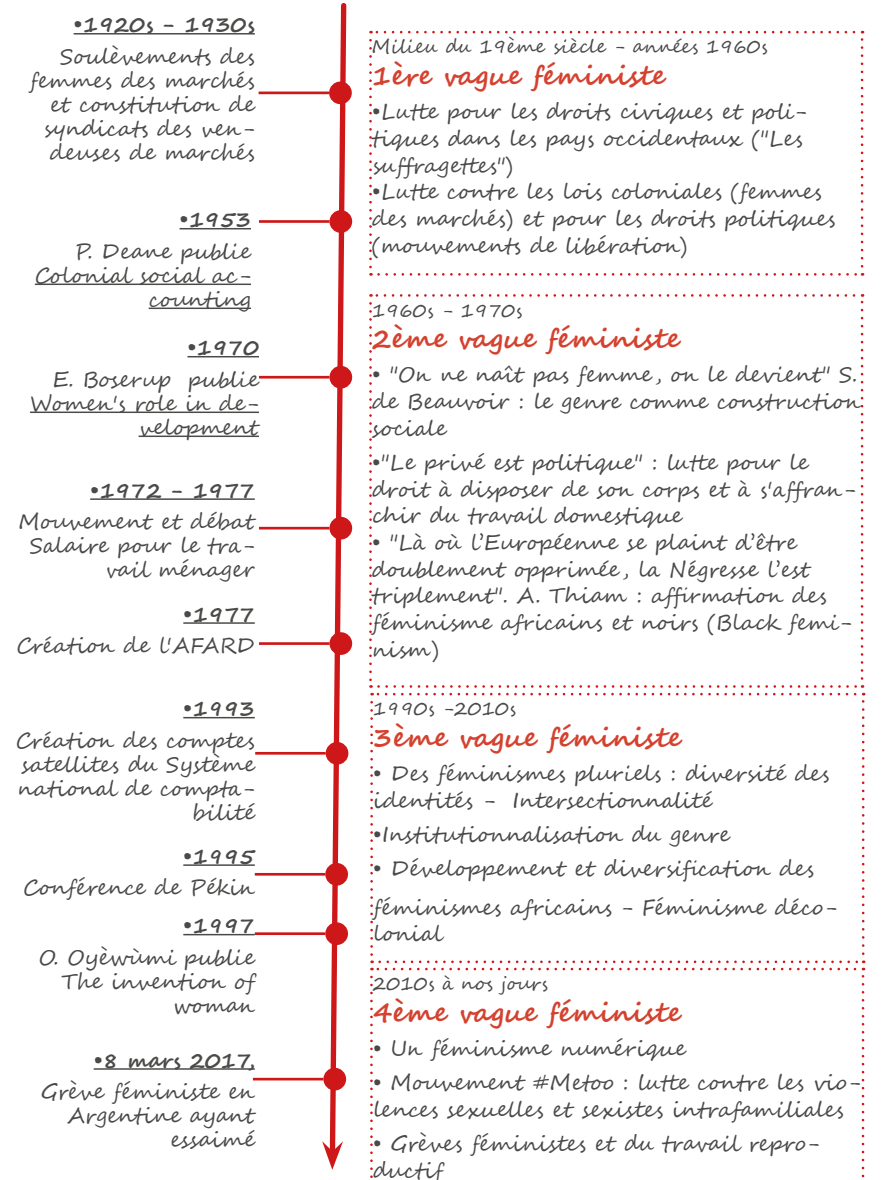 •1920s - 1930s
Soulèvements des
femmes des marchés
et constitution de
syndicats des ven-
deuses de marchés
•1953
P. Deane publie
Colonial social ac-
counting
•1970
E. Boserup publie
Women's role in de-
velopment
•1972 - 1977
Mouvement et débat
Salaire pour le tra-
vail ménager
•1977
Création de l'AFARD
•1993
Création des comptes
satellites du Système
national de compta-
bilité
•1995
Conférence de Pékin
•1997
O. Oyèwùmi publie
The invention of
woman
•8 mars 2017,
Grève féministe en
Argentine ayant
essaimé
Milieu du 19ème siècle - années 1960s
1ère vague féministe
•Lutte pour les droits civiques et poli-
tiques dans les pays occidentaux ("Les
suffragettes")
•Lutte contre les lois coloniales (femmes
des marchés) et pour les droits politiques
(mouvements de libération)
1960s - 1970s
2ème vague féministe
• "On ne naît pas femme, on le devient" S.
de Beauvoir : le genre comme construction
sociale
•"Le privé est politique" : lutte pour le
droit à disposer de son corps et à s'affran-
chir du travail domestique
• "Là où l’Européenne se plaint d’être
doublement opprimée, la Négresse l’est
triplement". A. Thiam : affirmation des
féminisme africains et noirs (Black femi-
nism)
1990s -2010s
3ème vague féministe
• Des féminismes pluriels : diversité des
identités - Intersectionnalité
•Institutionnalisation du genre
• Développement et diversification des
féminismes africains - Féminisme déco-
lonial
2010s à nos jours
4ème vague féministe
• Un féminisme numérique
• Mouvement #Metoo : lutte contre les vio-
lences sexuelles et sexistes intrafamiliales
• Grèves féministes et du travail repro-
ductif